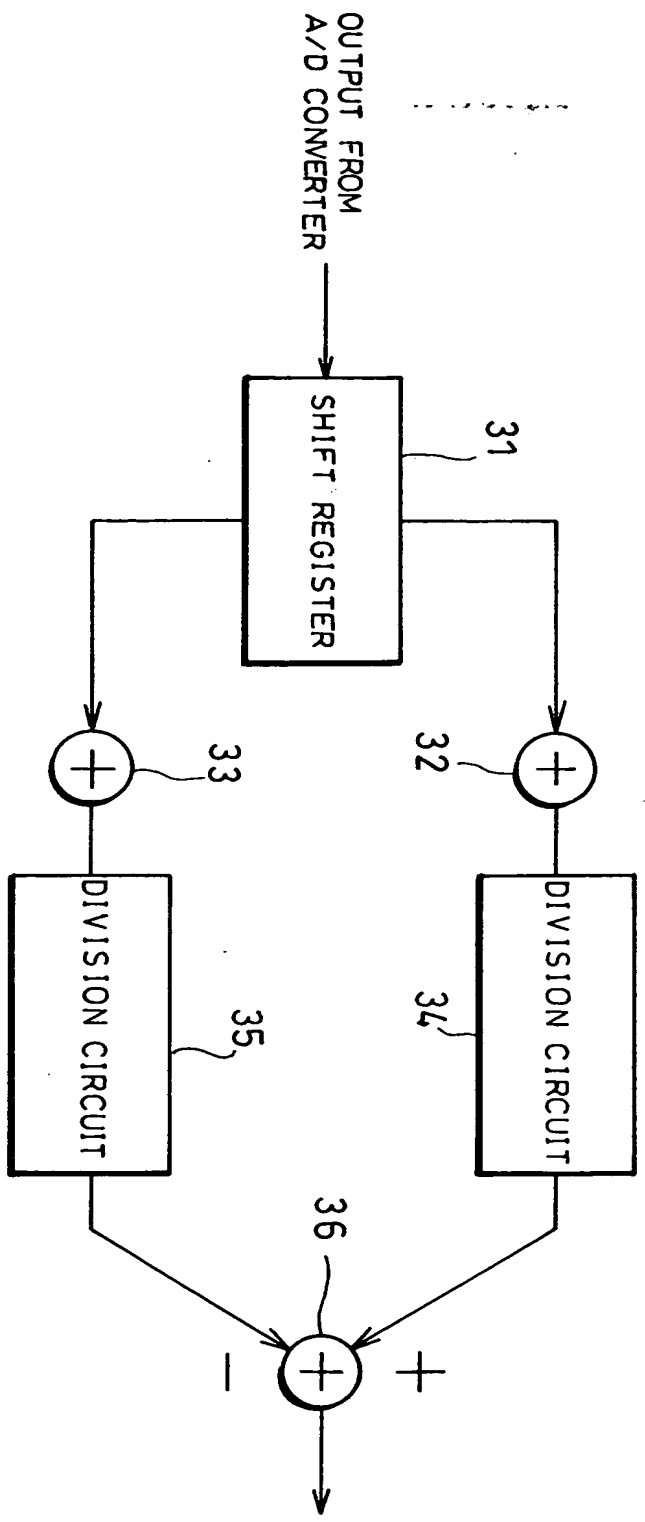 OUTPUT FROM
A/D CONVERTER
31
SHIFT REGISTER
32
+
33
+
34
DIVISION CIRCUIT
35
DIVISION CIRCUIT
36
+
+
−